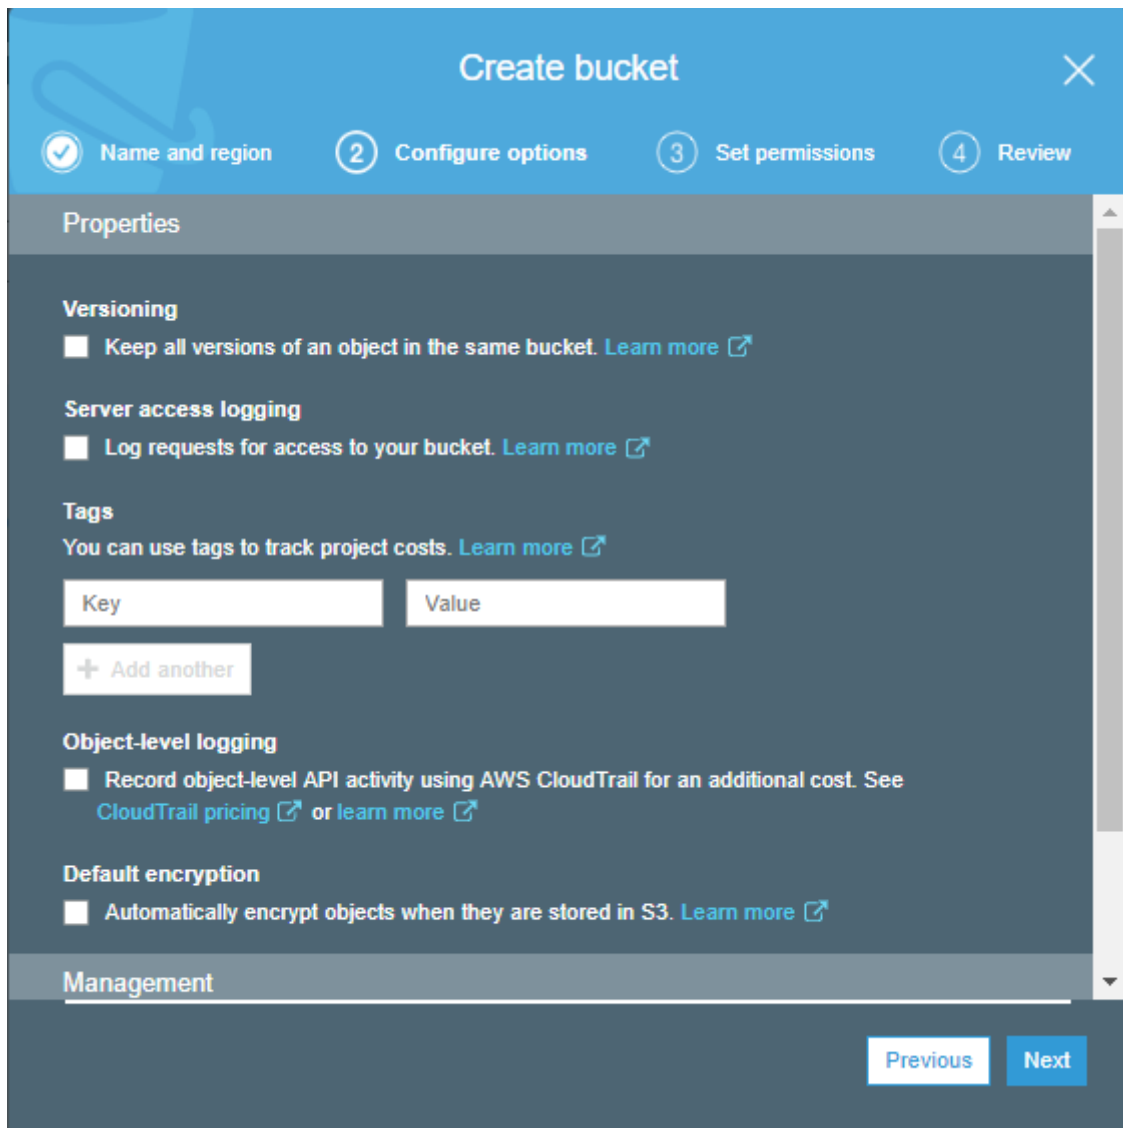 Create bucket
Name and region
2 Configure options
3 Set permissions
4 Review
Properties
Versioning
Keep all versions of an object in the same bucket. Learn more
Server access logging
Log requests for access to your bucket. Learn more
Tags
You can use tags to track project costs. Learn more
Key
Value
+ Add another
Object-level logging
Record object-level API activity using AWS CloudTrail for an additional cost. See
CloudTrail pricing or learn more
Default encryption
Automatically encrypt objects when they are stored in S3. Learn more
Management
Previous
Next